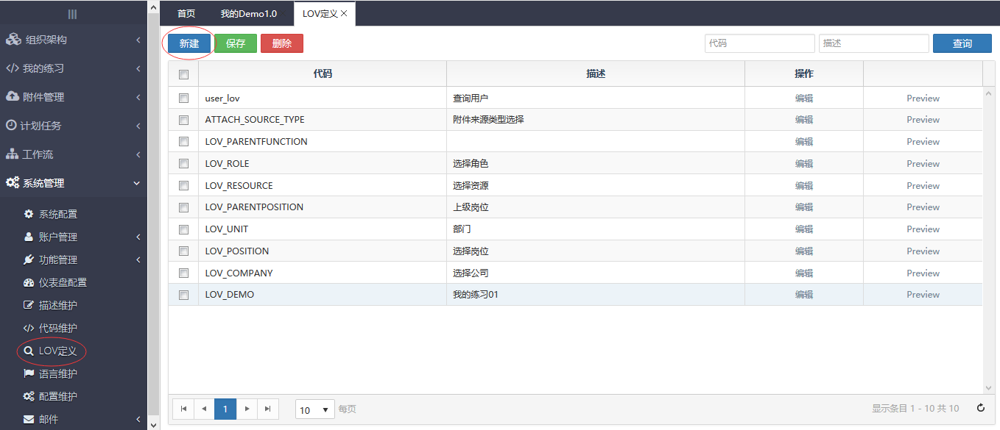 首页 我的Demo1.0 LOV定义
组织架构
我的练习
附件管理
计划任务
工作流
系统管理
系统配置
账户管理
功能管理
仪表盘配置
描述维护
代码维护
LOV定义
语言维护
配置维护
邮件
新建 保存 删除 代码 描述 查询
代码 描述 操作
user_lov 查询用户 编辑 Preview
ATTACH_SOURCE_TYPE 附件来源类型选择 编辑 Preview
LOV_PARENTFUNCTION 编辑 Preview
LOV_ROLE 选择角色 编辑 Preview
LOV_RESOURCE 选择资源 编辑 Preview
LOV_PARENTPOSITION 上级岗位 编辑 Preview
LOV_UNIT 部门 编辑 Preview
LOV_POSITION 选择岗位 编辑 Preview
LOV_COMPANY 选择公司 编辑 Preview
LOV_DEMO 我的练习01 编辑 Preview
1 10 每页 显示条目 1 - 10 共 10